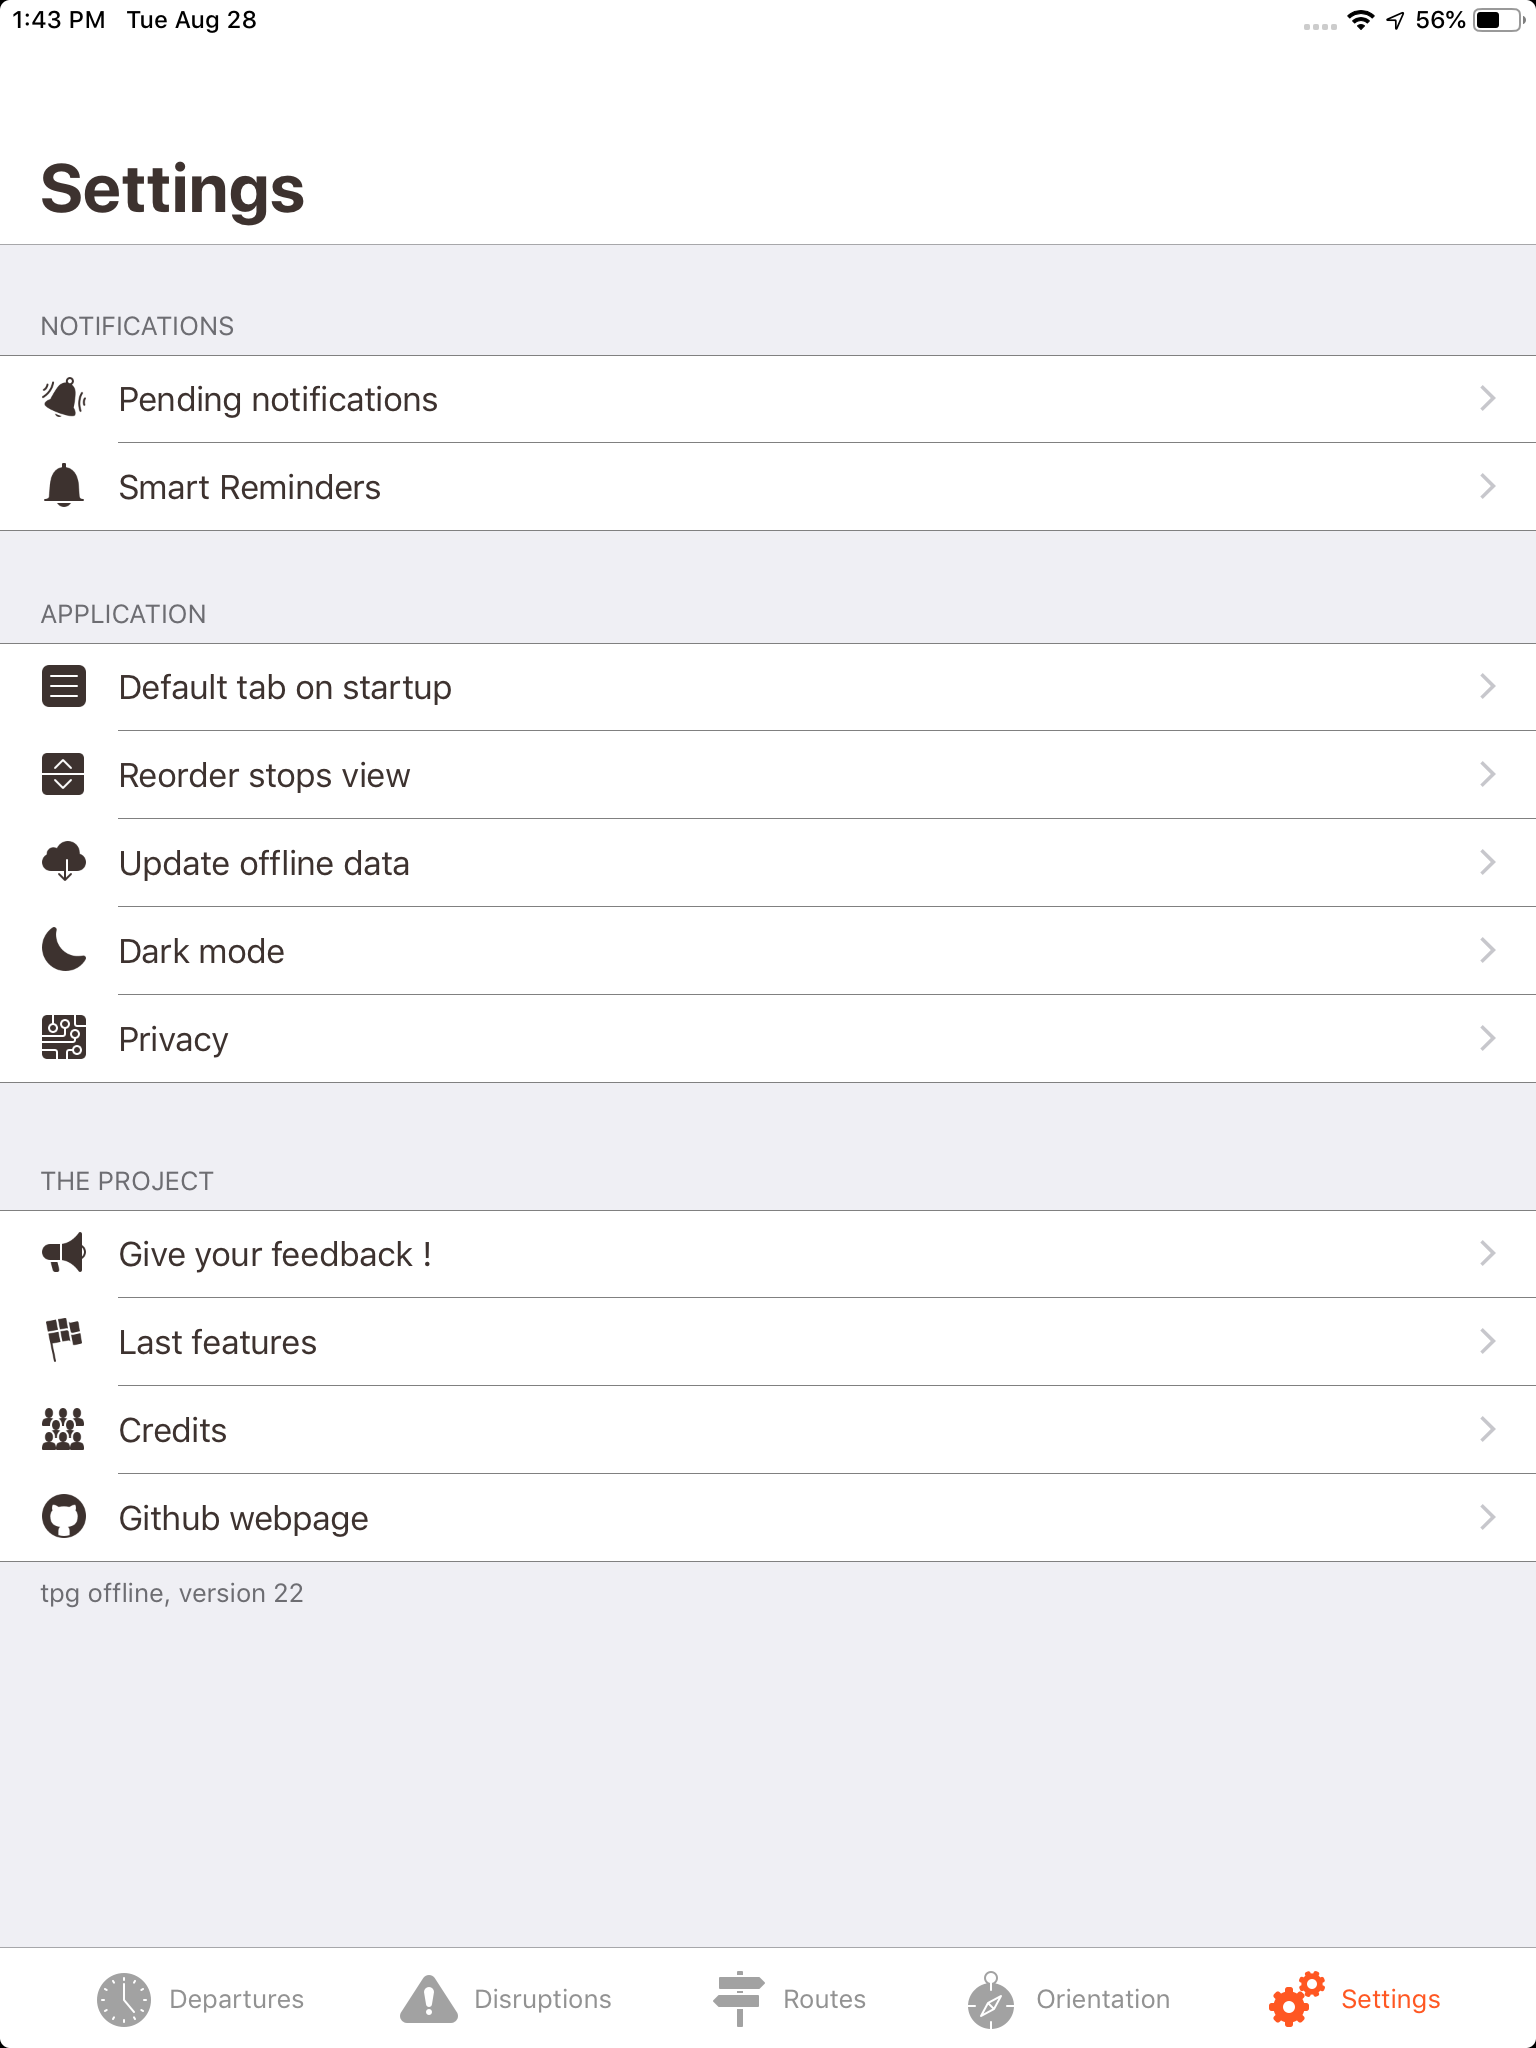 1:43 PM Tue Aug 28 56%
Settings
NOTIFICATIONS
Pending notifications
Smart Reminders
APPLICATION
Default tab on startup
Reorder stops view
Update offline data
Dark mode
Privacy
THE PROJECT
Give your feedback !
Last features
Credits
Github webpage
tpg offline, version 22
Departures Disruptions Routes Orientation Settings